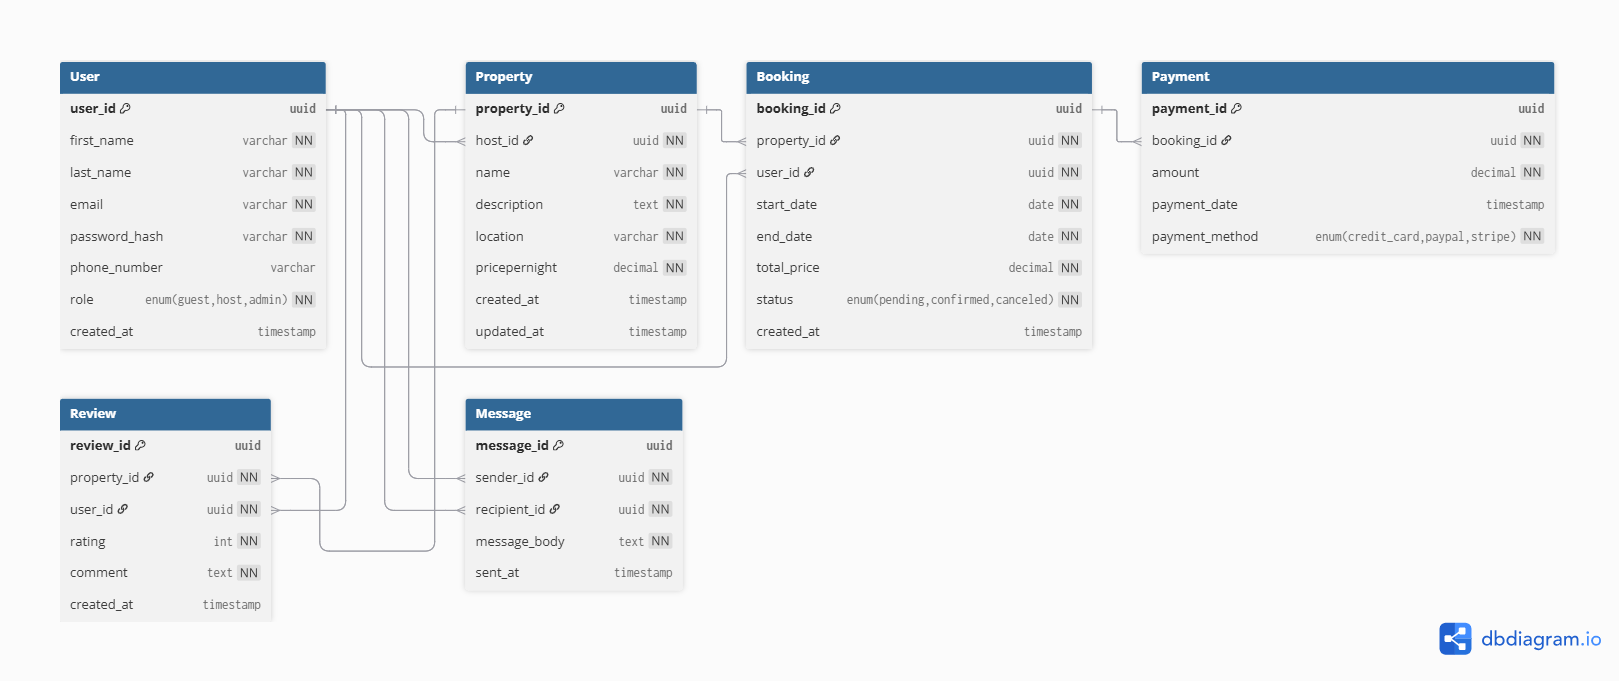 User
user_id uuid
first_name varchar NN
last_name varchar NN
email varchar NN
password_hash varchar NN
phone_number varchar
role enum(guest,host,admin) NN
created_at timestamp
Property
property_id uuid
host_id uuid NN
name varchar NN
description text NN
location varchar NN
pricepernight decimal NN
created_at timestamp
updated_at timestamp
Booking
booking_id uuid
property_id uuid NN
user_id uuid NN
start_date date NN
end_date date NN
total_price decimal NN
status enum(pending,confirmed,canceled) NN
created_at timestamp
Payment
payment_id uuid
booking_id uuid NN
amount decimal NN
payment_date timestamp
payment_method enum(credit_card,paypal,stripe) NN
Review
review_id uuid
property_id uuid NN
user_id uuid NN
rating int NN
comment text NN
created_at timestamp
Message
message_id uuid
sender_id uuid NN
recipient_id uuid NN
message_body text NN
sent_at timestamp
dbdiagram.io